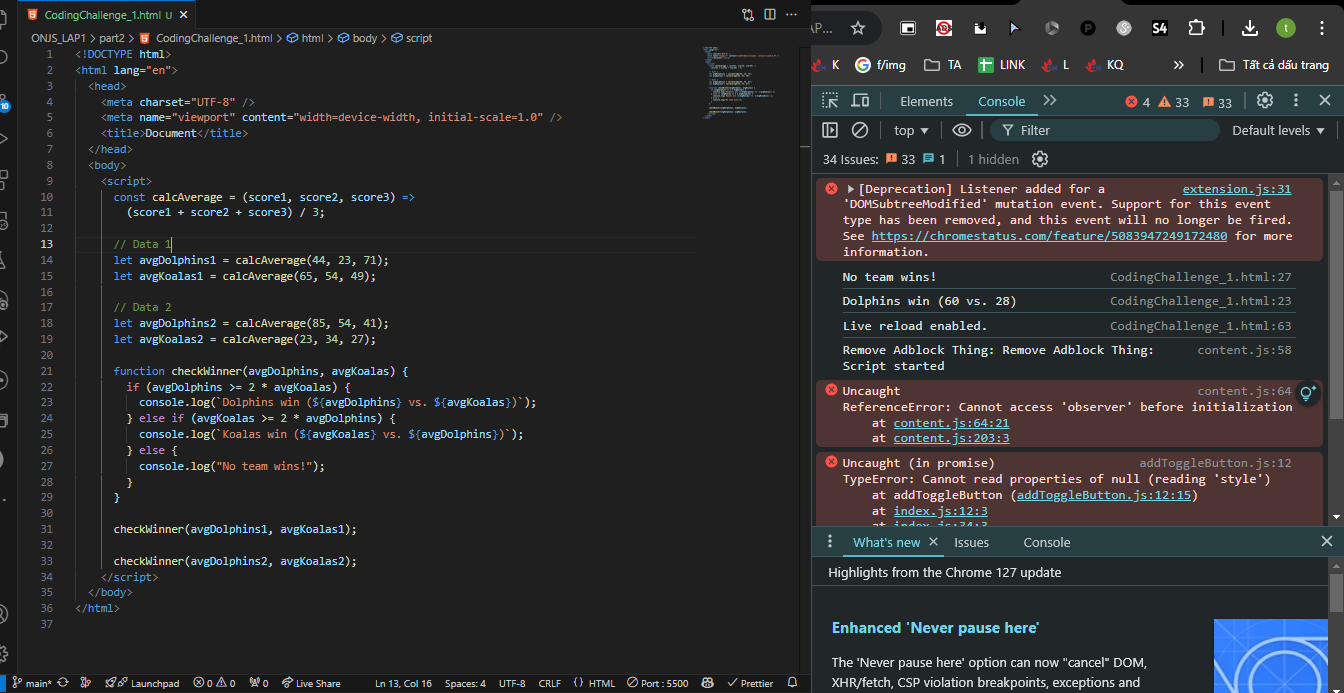 CodingChallenge_1.html U
ONJS_LAP1 > part2 > CodingChallenge_1.html > html > body > script
1 <!DOCTYPE html>
2 <html lang="en">
3 <head>
4 <meta charset="UTF-8" />
5 <meta name="viewport" content="width=device-width, initial-scale=1.0" />
6 <title>Document</title>
7 </head>
8 <body>
9 <script>
10 const calcAverage = (score1, score2, score3) =>
11 (score1 + score2 + score3) / 3;
12
13 // Data 1
14 let avgDolphins1 = calcAverage(44, 23, 71);
15 let avgKoalas1 = calcAverage(65, 54, 49);
16
17 // Data 2
18 let avgDolphins2 = calcAverage(85, 54, 41);
19 let avgKoalas2 = calcAverage(23, 34, 27);
20
21 function checkWinner(avgDolphins, avgKoalas) {
22 if (avgDolphins >= 2 * avgKoalas) {
23 console.log(`Dolphins win (${avgDolphins} vs. ${avgKoalas})`);
24 } else if (avgKoalas >= 2 * avgDolphins) {
25 console.log(`Koalas win (${avgKoalas} vs. ${avgDolphins})`);
26 } else {
27 console.log("No team wins!");
28 }
29 }
30
31 checkWinner(avgDolphins1, avgKoalas1);
32
33 checkWinner(avgDolphins2, avgKoalas2);
34 </script>
35 </body>
36 </html>
37
10
main* 0 0 0 Launchpad Live Share Ln 13, Col 16 Spaces: 4 UTF-8 CRLF {} HTML Port : 5500 Prettier
AP... S4 t
K f/img TA LINK L KQ » Tất cả dấu trang
Elements Console 4 33 33
top Filter Default levels
34 Issues: 33 1 1 hidden
[Deprecation] Listener added for a extension.js:31
'DOMSubtreeModified' mutation event. Support for this event
type has been removed, and this event will no longer be fired.
See https://chromestatus.com/feature/5083947249172480 for more
information.
No team wins! CodingChallenge_1.html:27
Dolphins win (60 vs. 28) CodingChallenge_1.html:23
Live reload enabled. CodingChallenge_1.html:63
Remove Adblock Thing: Remove Adblock Thing: content.js:58
Script started
Uncaught content.js:64
ReferenceError: Cannot access 'observer' before initialization
at content.js:64:21
at content.js:203:3
Uncaught (in promise) addToggleButton.js:12
TypeError: Cannot read properties of null (reading 'style')
at addToggleButton (addToggleButton.js:12:15)
at index.js:12:3
at index.js:34:3
What's new Issues Console
Highlights from the Chrome 127 update
Enhanced 'Never pause here'
The 'Never pause here' option can now "cancel" DOM,
XHR/fetch, CSP violation breakpoints, exceptions and